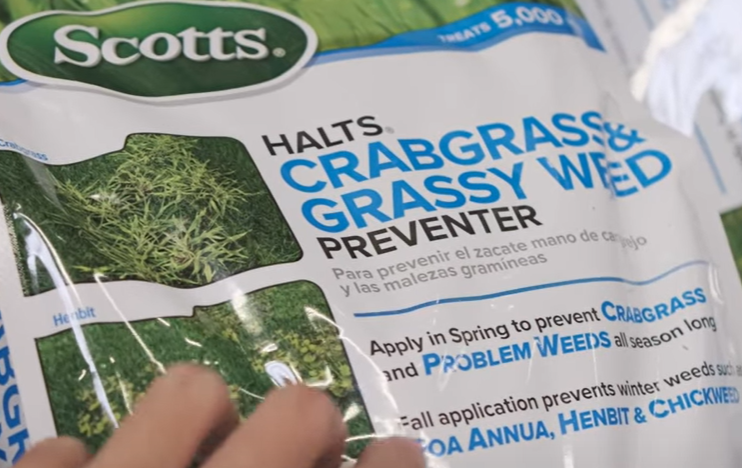 Scotts.
TREATS 5,000
Crabgrass
HALTS®
CRABGRASS &
GRASSY WEED
PREVENTER
Para prevenir el zacate mano de cangrejo
y las malezas gramíneas
Henbit
Apply in Spring to prevent CRABGRASS
and PROBLEM WEEDS all season long
Fall application prevents winter weeds such
POA ANNUA, HENBIT & CHICKWEED